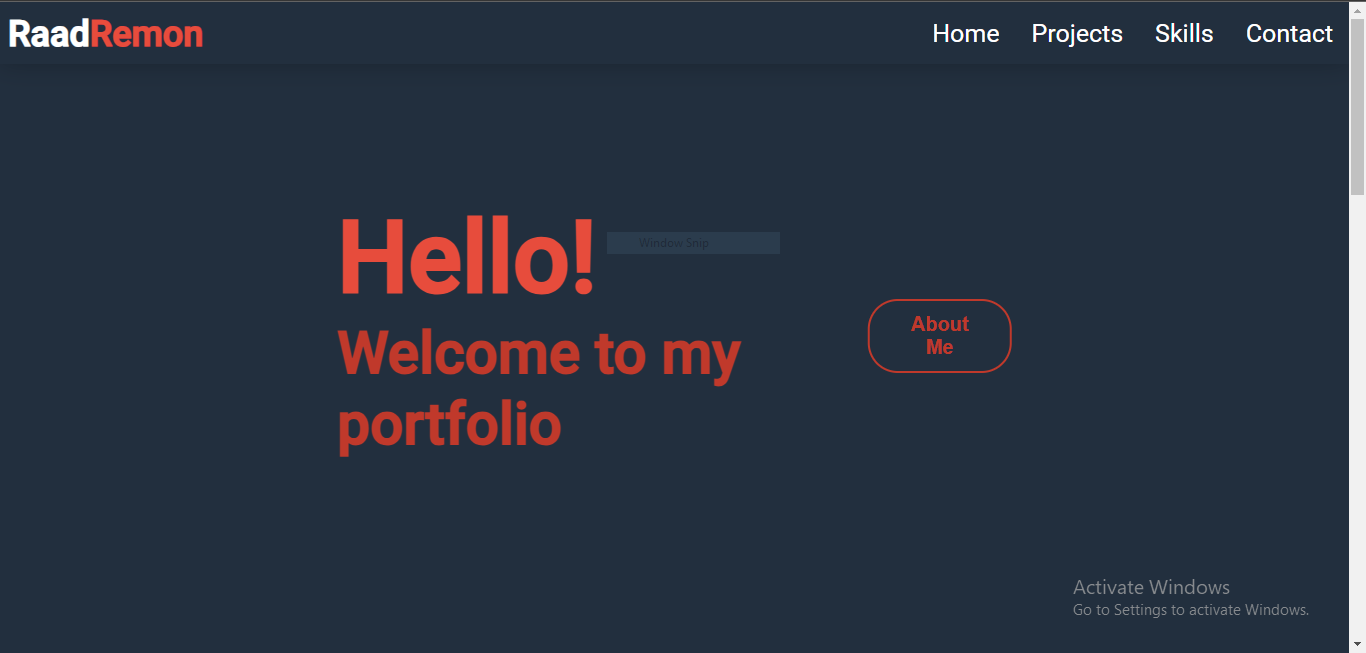 RaadRemon
Home Projects Skills Contact
Hello!
Window Snip
Welcome to my
portfolio
About
Me
Activate Windows
Go to Settings to activate Windows.